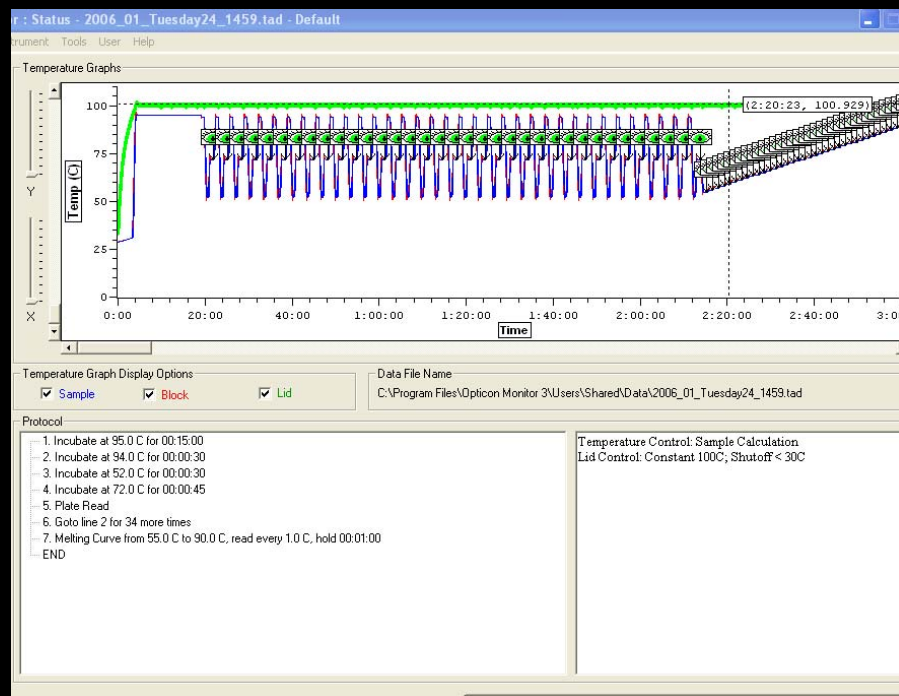 r : Status - 2006_01_Tuesday24_1459.tad - Default
trument Tools User Help
Temperature Graphs
Y
X
Temp (C)
100
75
50
25
0
(2:20:23, 100.929)
0:00 20:00 40:00 1:00:00 1:20:00 1:40:00 2:00:00 2:20:00 2:40:00 3:0
Time
Temperature Graph Display Options
Sample Block Lid
Data File Name
C:\Program Files\Opticon Monitor 3\Users\Shared\Data\2006_01_Tuesday24_1459.tad
Protocol
1. Incubate at 95.0 C for 00:15:00
2. Incubate at 94.0 C for 00:00:30
3. Incubate at 52.0 C for 00:00:30
4. Incubate at 72.0 C for 00:00:45
5. Plate Read
6. Goto line 2 for 34 more times
7. Melting Curve from 55.0 C to 90.0 C, read every 1.0 C, hold 00:01:00
END
Temperature Control: Sample Calculation
Lid Control: Constant 100C; Shutoff < 30C